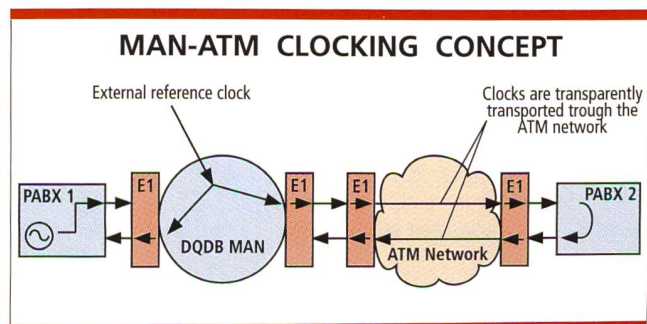 MAN-ATM CLOCKING CONCEPT
External reference clock
Clocks are transparently
transported trough the
ATM network
PABX 1
E1
DQDB MAN
E1
E1
ATM Network
E1
PABX 2